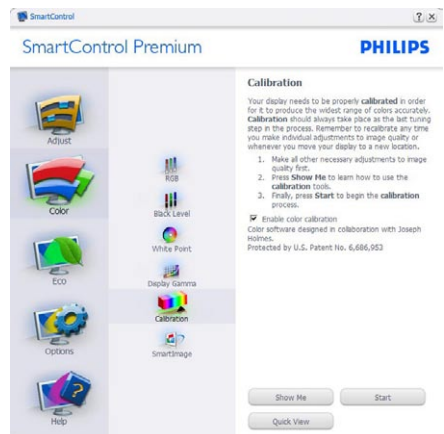 SmartControl
SmartControl Premium
PHILIPS
Adjust
Color
Eco
Options
Help
RGB
Black Level
White Point
Display Gamma
Calibration
SmartImage
Calibration
Your display needs to be properly calibrated in order
for it to produce the widest range of colors accurately.
Calibration should always take place as the last tuning
step in the process. Remember to recalibrate any time
you make individual adjustments to image quality or
whenever you move your display to a new location.
1. Make all other necessary adjustments to image
quality first.
2. Press Show Me to learn how to use the
calibration tools.
3. Finally, press Start to begin the calibration
process.
Enable color calibration
Color software designed in collaboration with Joseph
Holmes.
Protected by U.S. Patent No. 6,686,953
Show Me
Start
Quick View